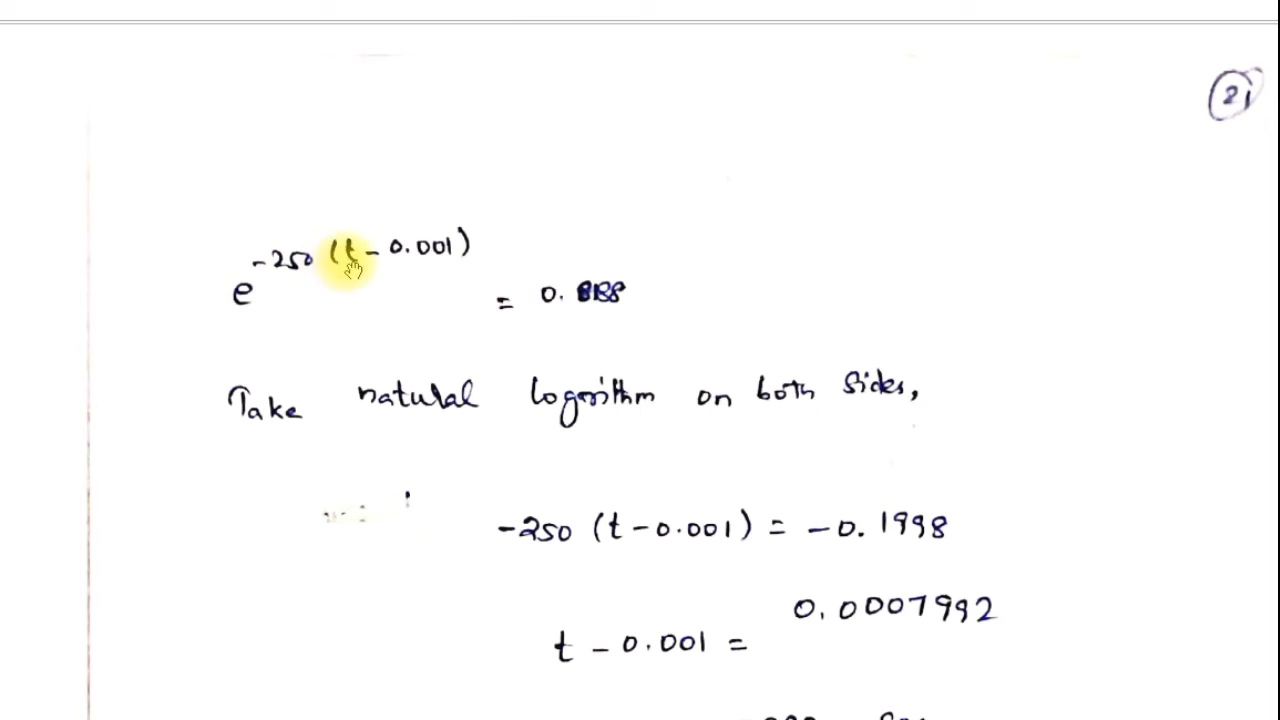 21
e^-250 (t - 0.001) = 0.
Take natural logorithm on both sides,
-250 (t - 0.001) = - 0.1998
0.0007992
t - 0.001 =